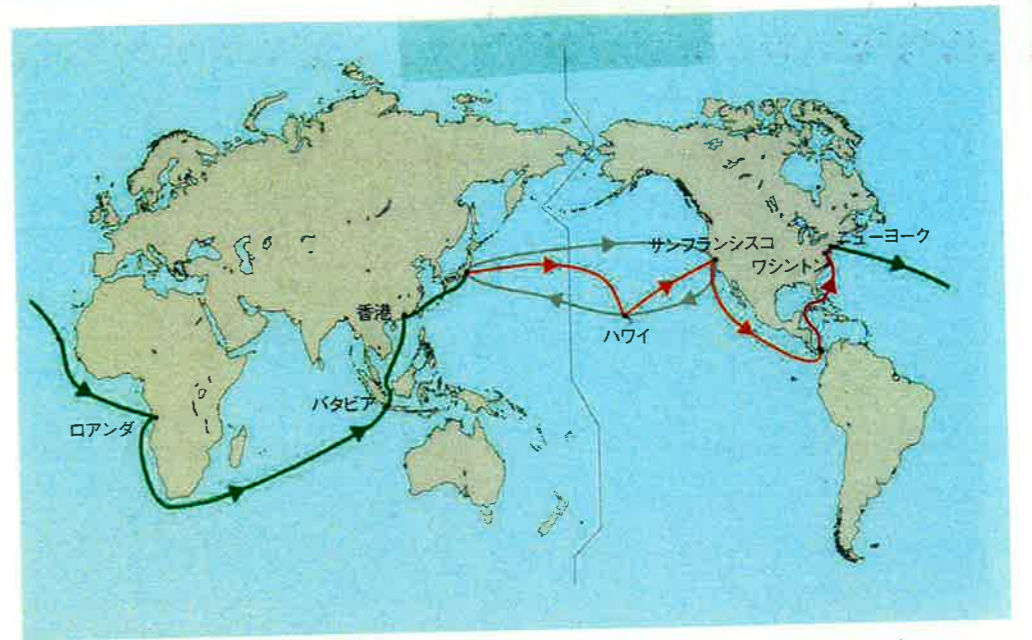 サンフランシスコ
ニューヨーク
ワシントン
香港
ハワイ
バタビア
ロアンダ